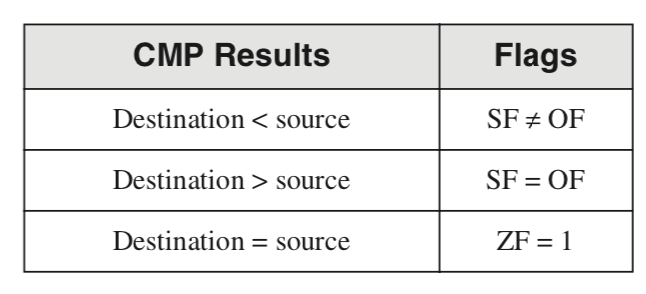 CMP Results Flags
Destination < source SF ≠ OF
Destination > source SF = OF
Destination = source ZF = 1